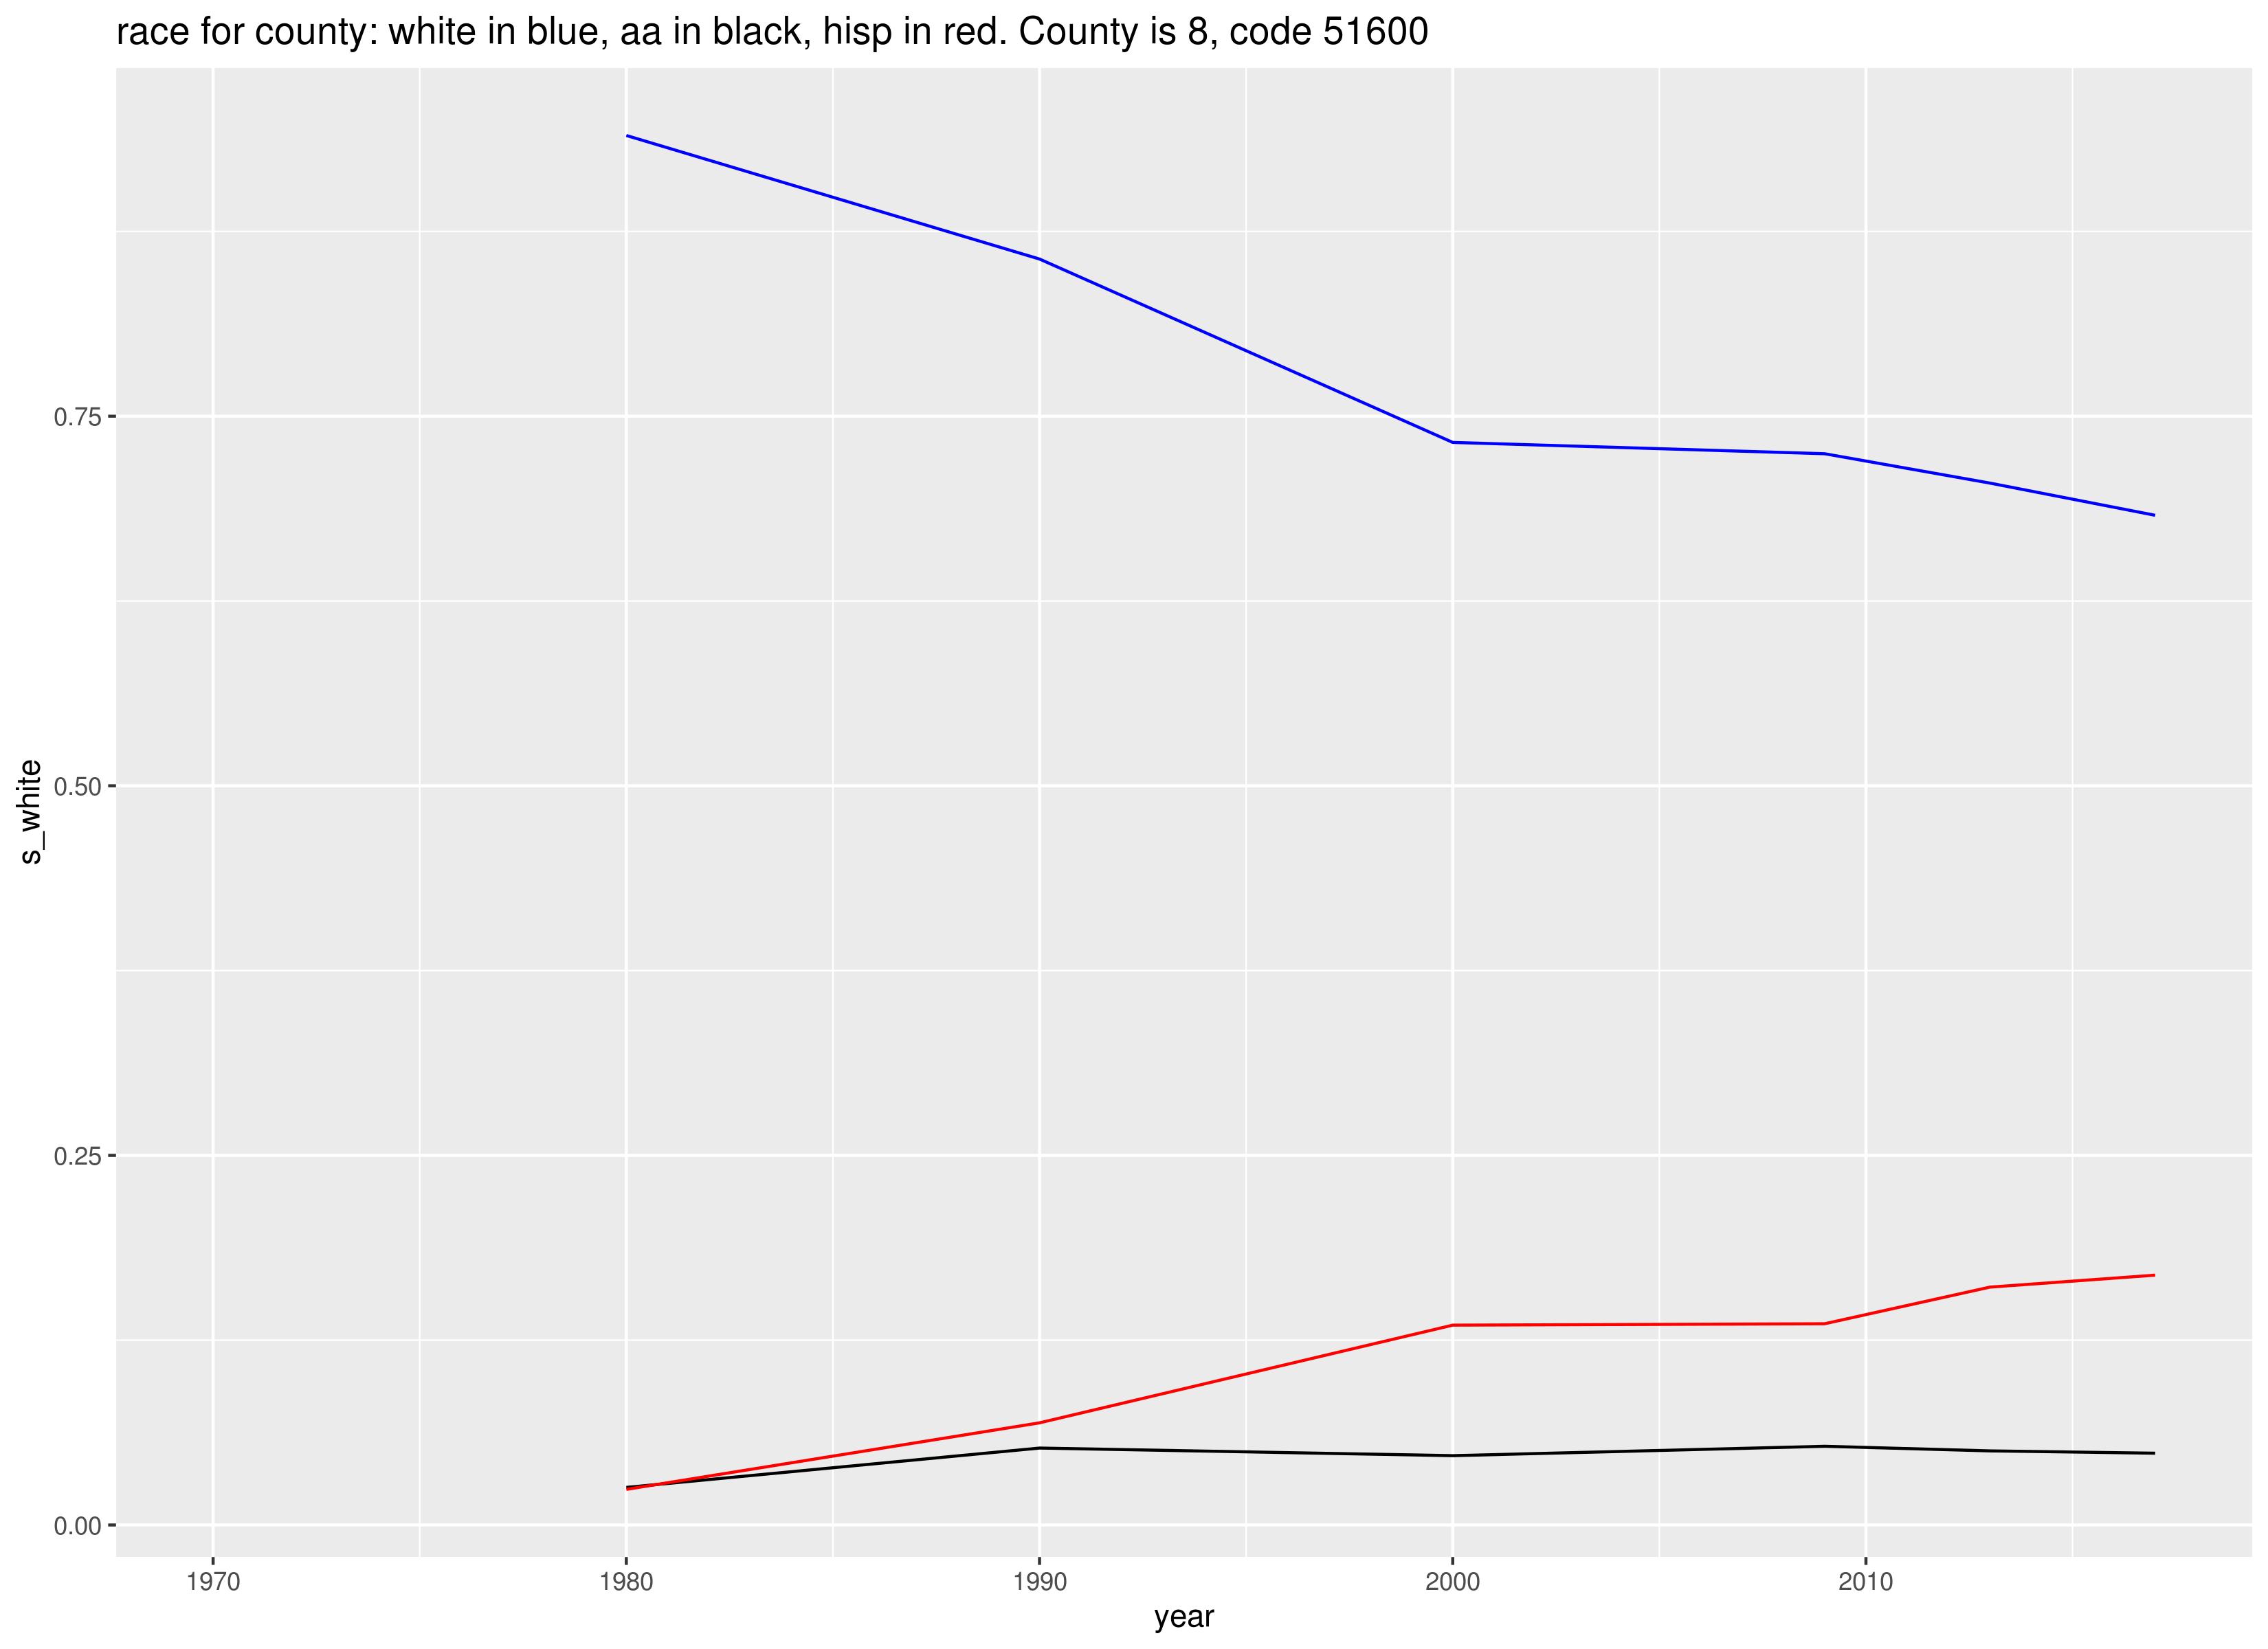 race for county: white in blue, aa in black, hisp in red. County is 8, code 51600
s_white
0.75
0.50
0.25
0.00
1970 1980 1990 2000 2010
year